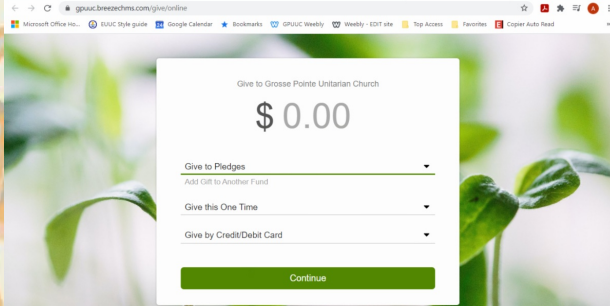 gpuuc.breezechms.com/give/online
Microsoft Office Ho... EUUC Style guide Google Calendar Bookmarks GPUUC Weebly Weebly - EDIT site Top Access Favorites Copier Auto Read
Give to Grosse Pointe Unitarian Church
$ 0.00
Give to Pledges
Add Gift to Another Fund
Give this One Time
Give by Credit/Debit Card
Continue